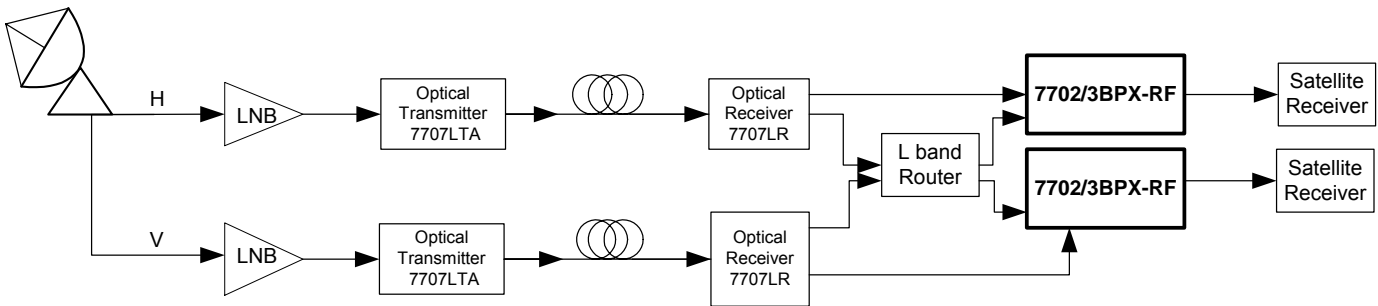 H
LNB
Optical
Transmitter
7707LTA
Optical
Receiver
7707LR
7702/3BPX-RF
Satellite
Receiver
L band
Router
7702/3BPX-RF
Satellite
Receiver
V
LNB
Optical
Transmitter
7707LTA
Optical
Receiver
7707LR